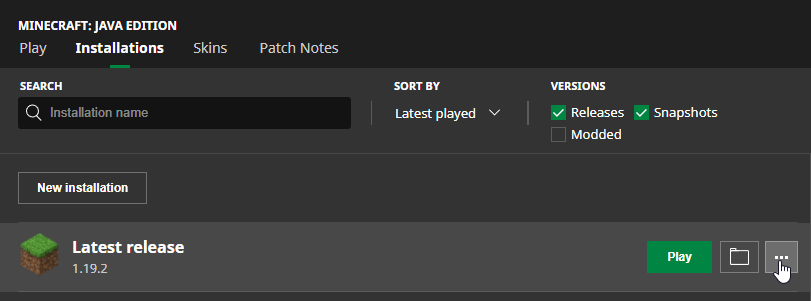 MINECRAFT: JAVA EDITION
Play Installations Skins Patch Notes
SEARCH SORT BY VERSIONS
Installation name Latest played Releases Snapshots
Modded
New installation
Latest release Play ...
1.19.2